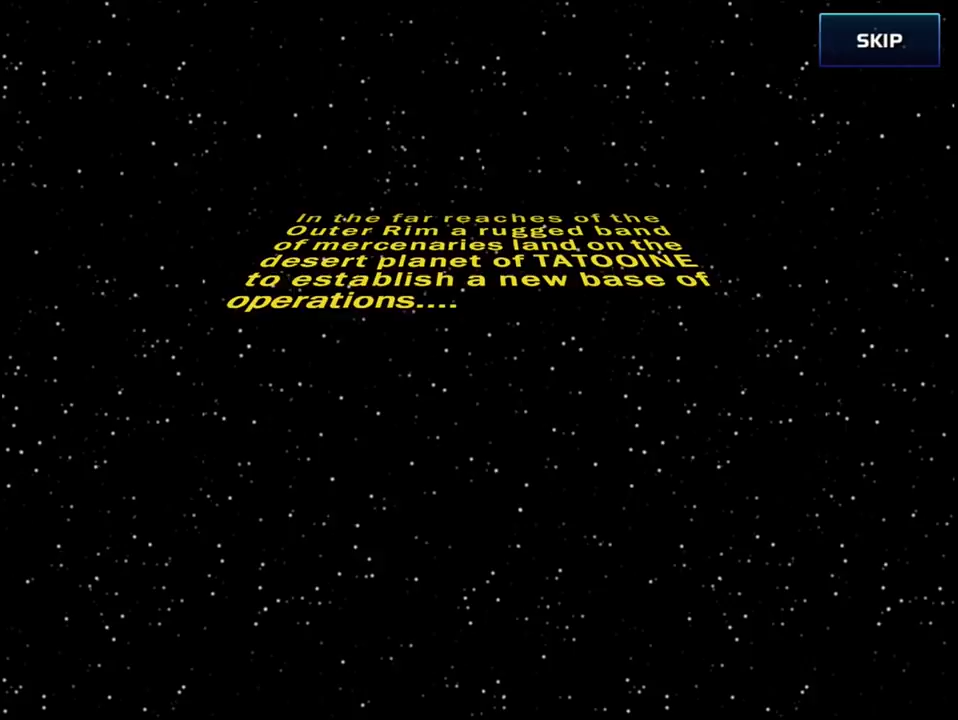 SKIP
In the far reaches of the
Outer Rim a rugged band
of mercenaries land on the
desert planet of TATOOINE
to establish a new base of
operations....